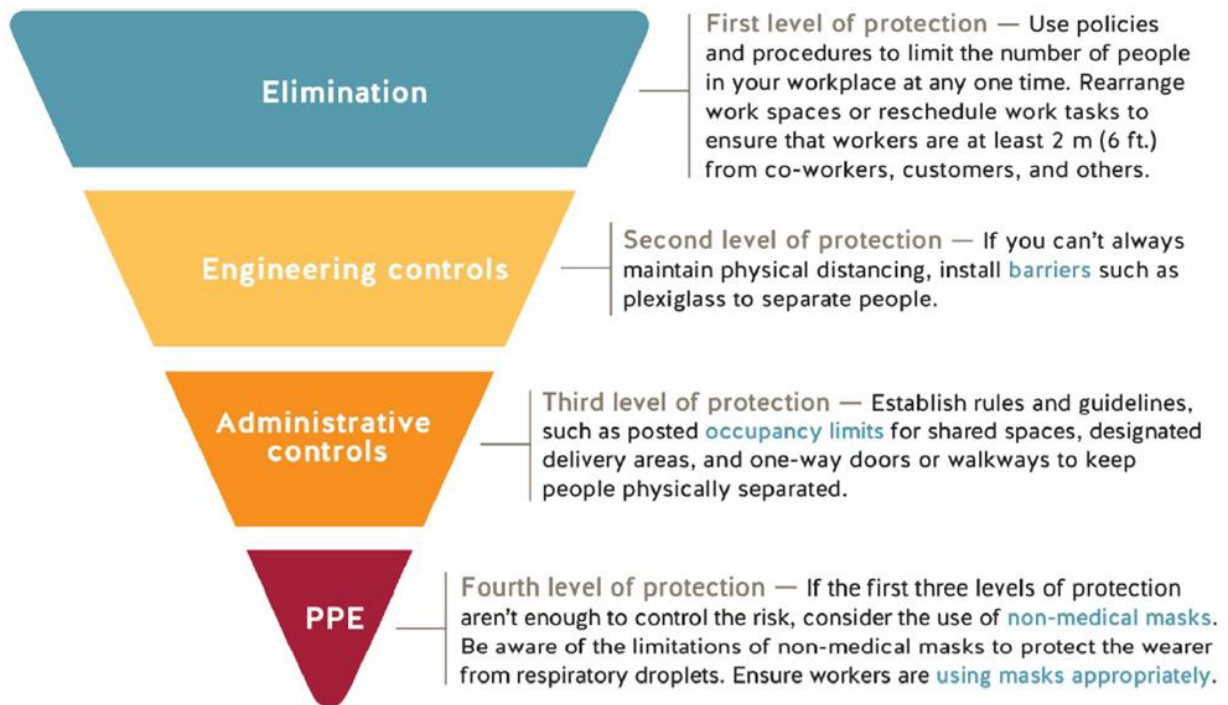 Elimination
First level of protection — Use policies
and procedures to limit the number of people
in your workplace at any one time. Rearrange
work spaces or reschedule work tasks to
ensure that workers are at least 2 m (6 ft.)
from co-workers, customers, and others.
Engineering controls
Second level of protection — If you can't always
maintain physical distancing, install barriers such as
plexiglass to separate people.
Administrative
controls
Third level of protection — Establish rules and guidelines,
such as posted occupancy limits for shared spaces, designated
delivery areas, and one-way doors or walkways to keep
people physically separated.
PPE
Fourth level of protection — If the first three levels of protection
aren't enough to control the risk, consider the use of non-medical masks.
Be aware of the limitations of non-medical masks to protect the wearer
from respiratory droplets. Ensure workers are using masks appropriately.